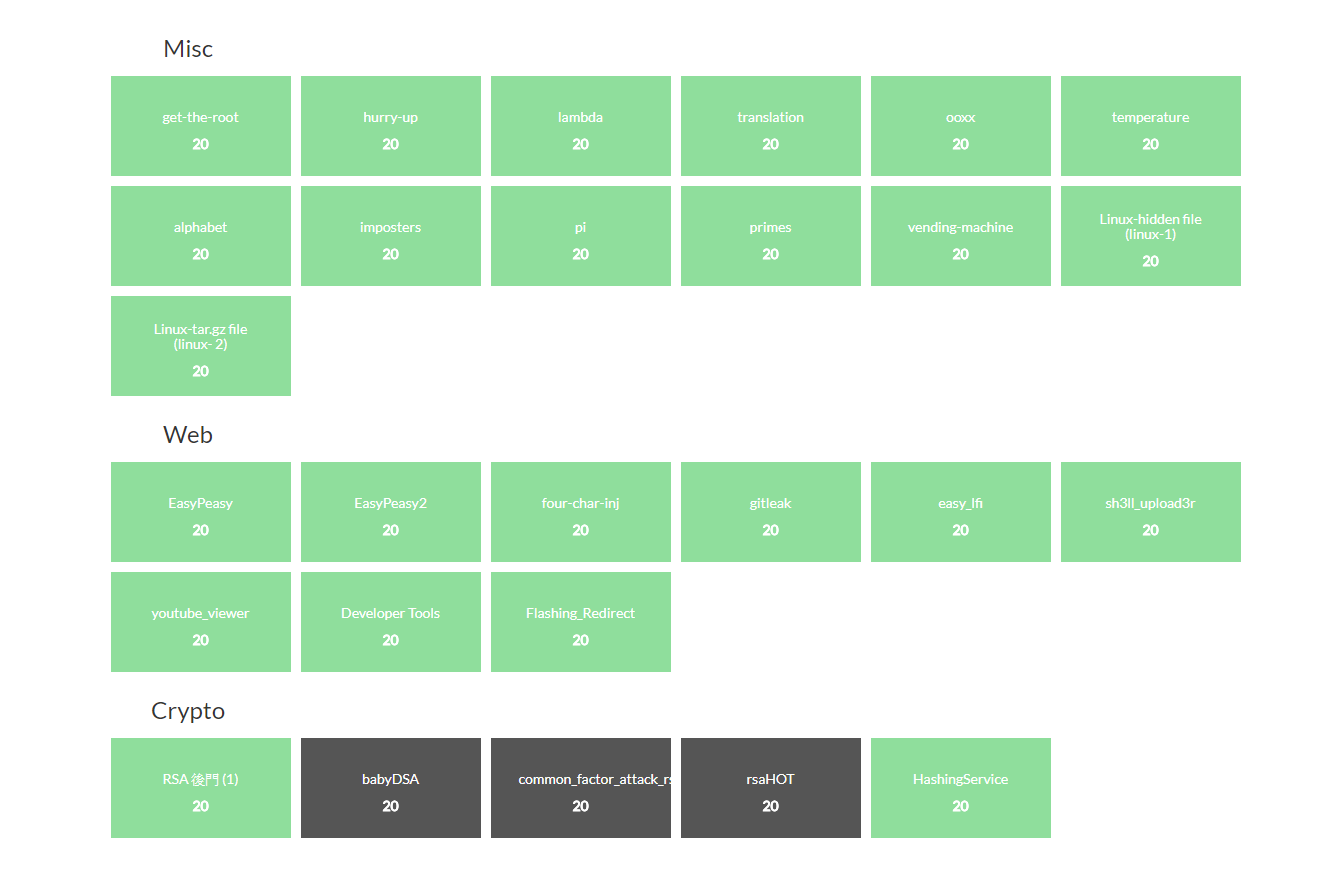 Misc
get-the-root
20
hurry-up
20
lambda
20
translation
20
ooxx
20
temperature
20
alphabet
20
imposters
20
pi
20
primes
20
vending-machine
20
Linux-hidden file
(linux-1)
20
Linux-tar.gz file
(linux- 2)
20
Web
EasyPeasy
20
EasyPeasy2
20
four-char-inj
20
gitleak
20
easy_lfi
20
sh3ll_upload3r
20
youtube_viewer
20
Developer Tools
20
Flashing_Redirect
20
Crypto
RSA 後門 (1)
20
babyDSA
20
common_factor_attack_rs
20
rsaHOT
20
HashingService
20